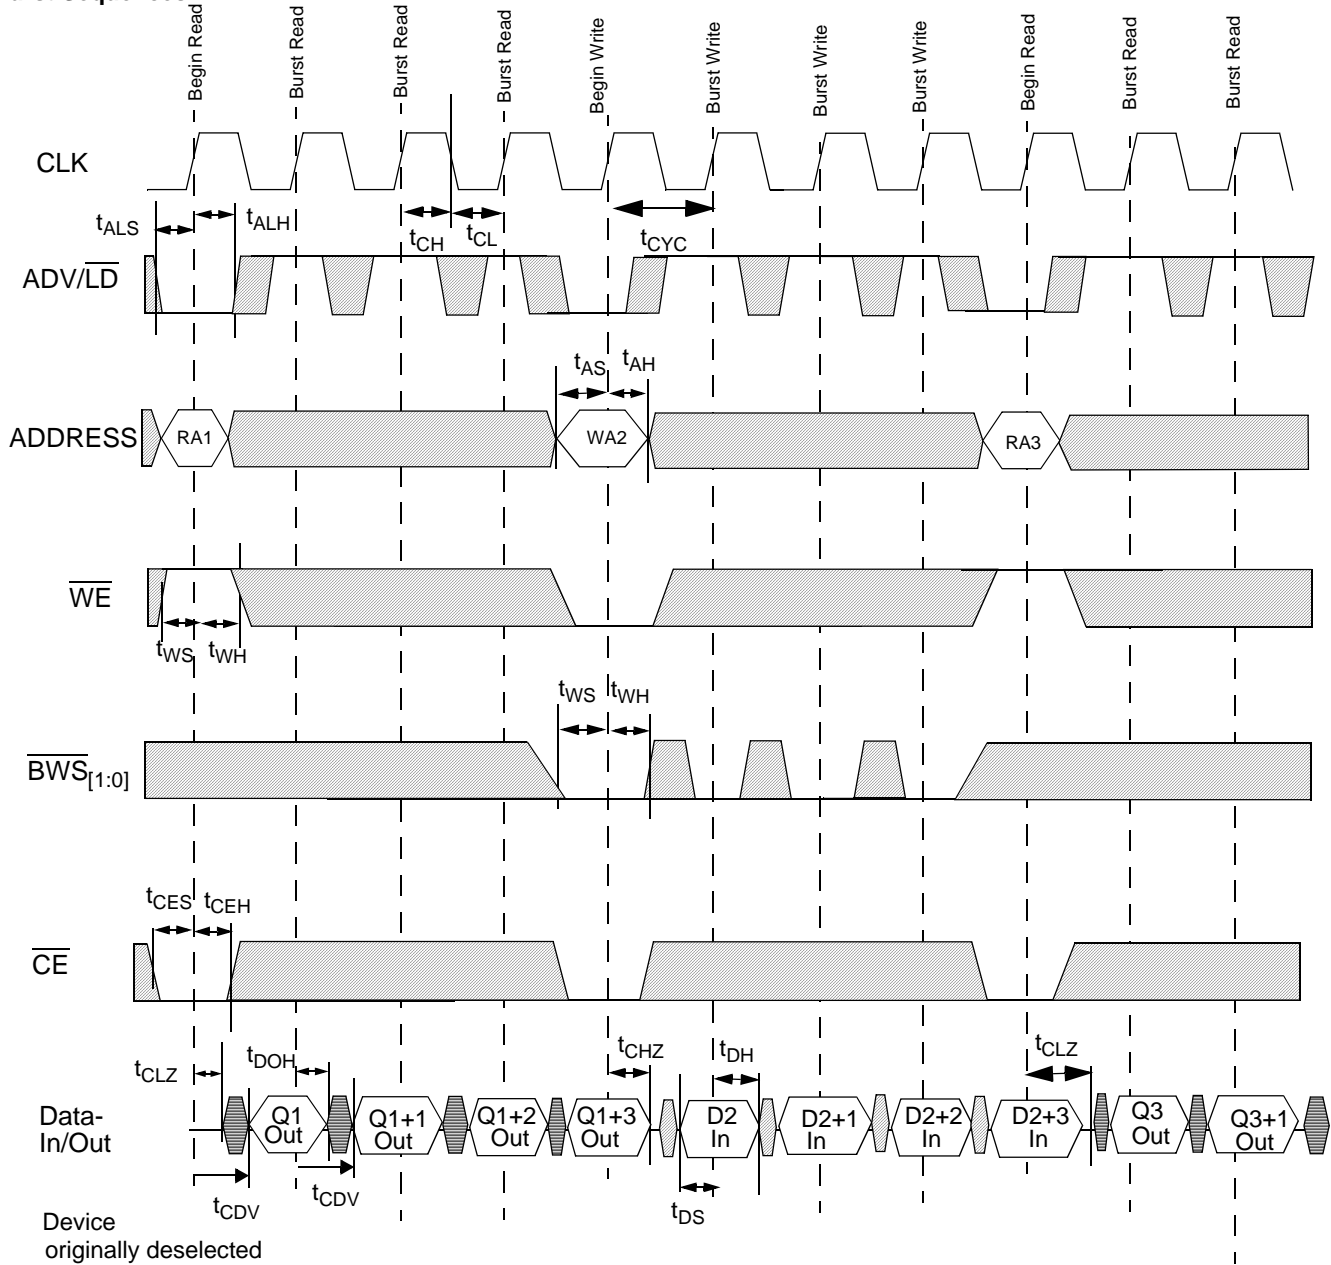 Begin Read
Burst Read
Burst Read
Burst Read
Begin Write
Burst Write
Burst Write
Burst Write
Begin Read
Burst Read
Burst Read
CLK
tALS
tALH
tCH
tCL
tCYC
ADV/LD
tAS
tAH
ADDRESS
RA1
WA2
RA3
WE
tWS
tWH
tWS
tWH
BWS[1:0]
tCES
tCEH
CE
tCLZ
tDOH
tCHZ
tDH
tCLZ
Data-
In/Out
Q1
Out
Q1+1
Out
Q1+2
Out
Q1+3
Out
D2
In
D2+1
In
D2+2
In
D2+3
In
Q3
Out
Q3+1
Out
tCDV
tCDV
tDS
Device
originally deselected